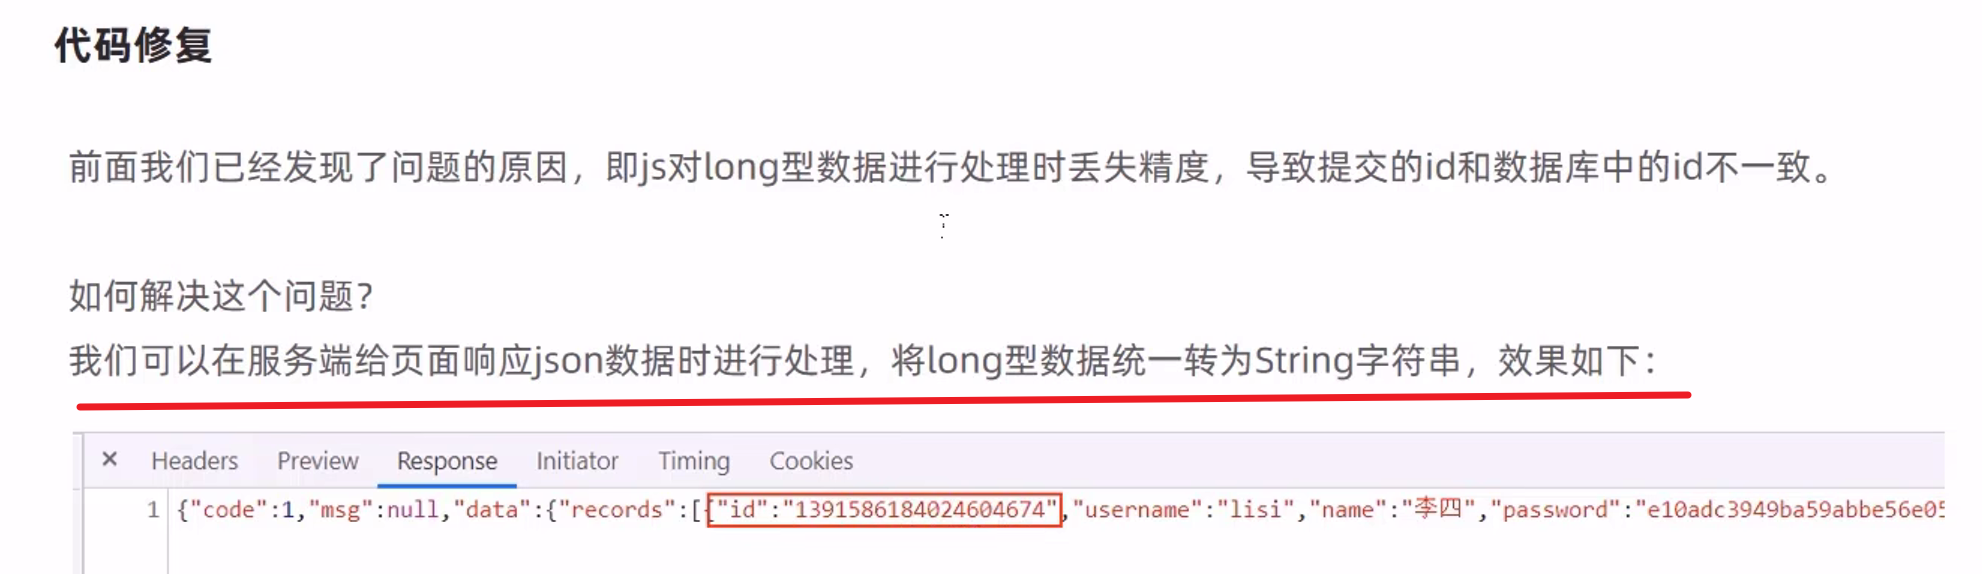 代码修复
前面我们已经发现了问题的原因，即js对long型数据进行处理时丢失精度，导致提交的id和数据库中的id不一致。
如何解决这个问题？
我们可以在服务端给页面响应json数据时进行处理，将long型数据统一转为String字符串，效果如下：
× Headers Preview Response Initiator Timing Cookies
1 {"code":1,"msg":null,"data":{"records":[{"id":"1391586184024604674","username":"lisi","name":"李四","password":"e10adc3949ba59abbe56e05